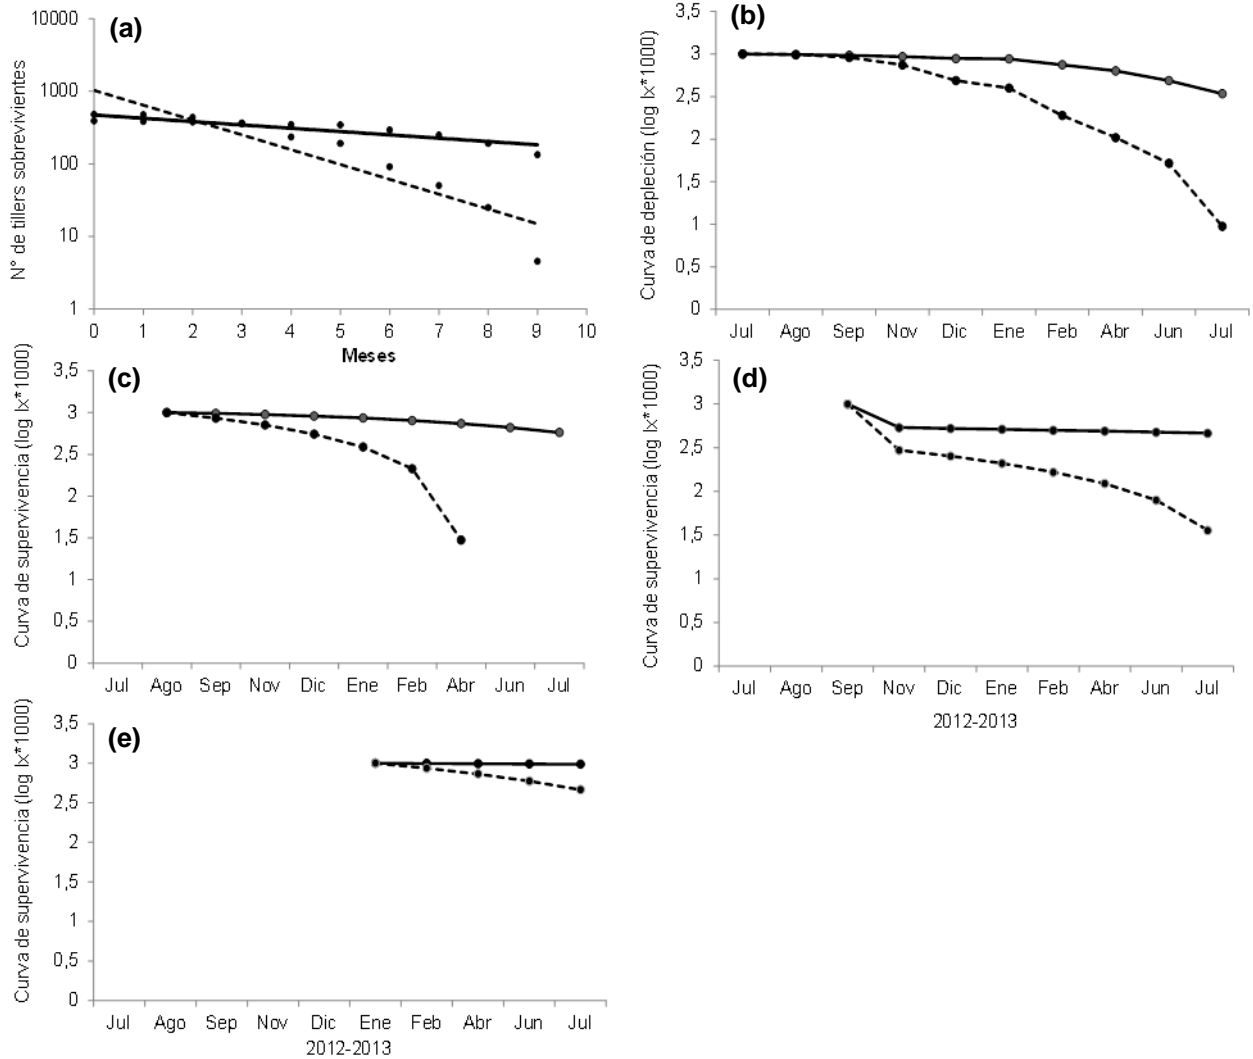 (a)
N° de tillers sobrevivientes
10000
1000
100
10
1
0 1 2 3 4 5 6 7 8 9 10
Meses
(b)
Curva de depleción (log lx*1000)
3,5
3
2,5
2
1,5
1
0,5
0
Jul Ago Sep Nov Dic Ene Feb Abr Jun Jul
(c)
Curva de supervivencia (log lx*1000)
3,5
3
2,5
2
1,5
1
0,5
0
Jul Ago Sep Nov Dic Ene Feb Abr Jun Jul
(d)
Curva de supervivencia (log lx*1000)
3,5
3
2,5
2
1,5
1
0,5
0
Jul Ago Sep Nov Dic Ene Feb Abr Jun Jul
2012-2013
(e)
Curva de supervivencia (log lx*1000)
3,5
3
2,5
2
1,5
1
0,5
0
Jul Ago Sep Nov Dic Ene Feb Abr Jun Jul
2012-2013